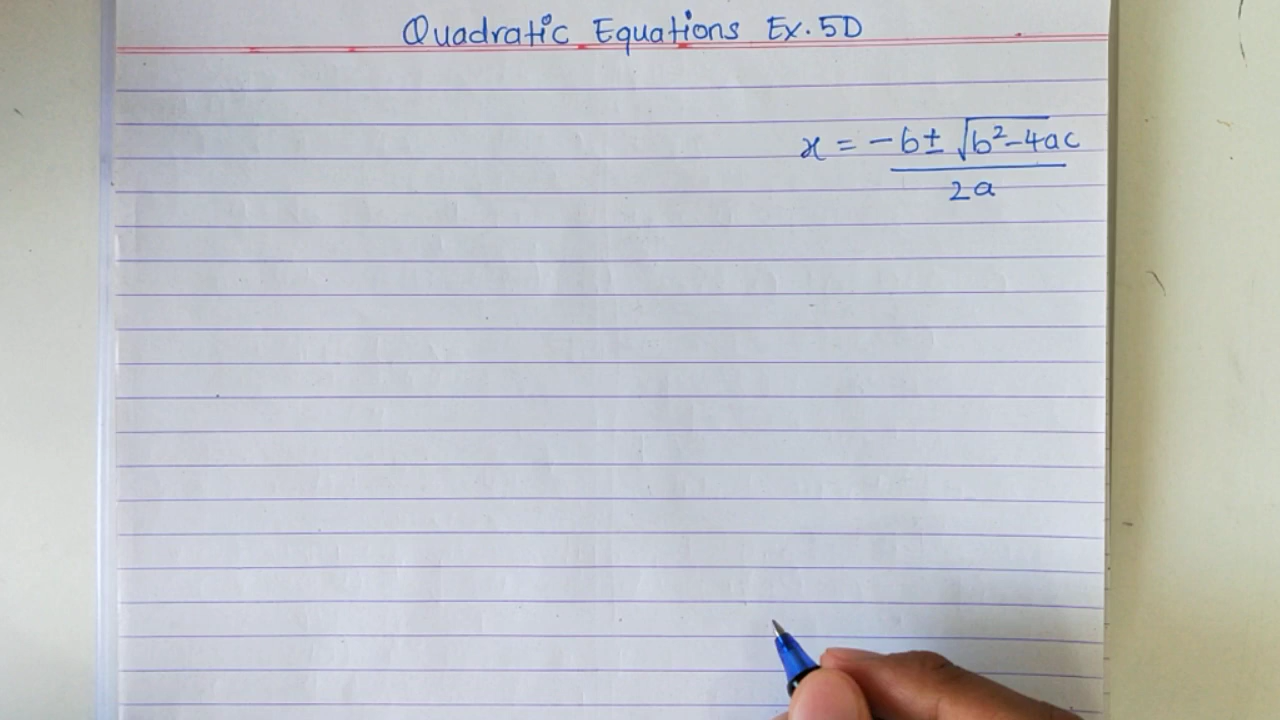 Quadratic Equations Ex.5D
x = -b ± √b²-4ac
2a